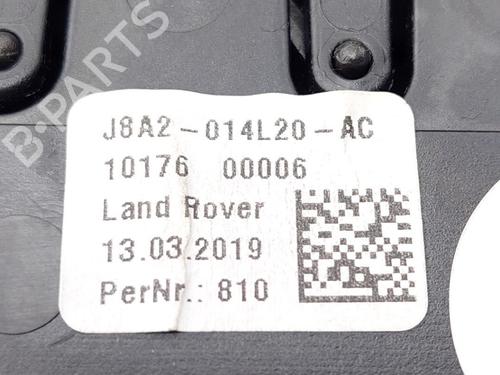 B-PARTS
J8A2-014L20-AC
10176 00006
Land Rover
13.03.2019
PerNr.: 810